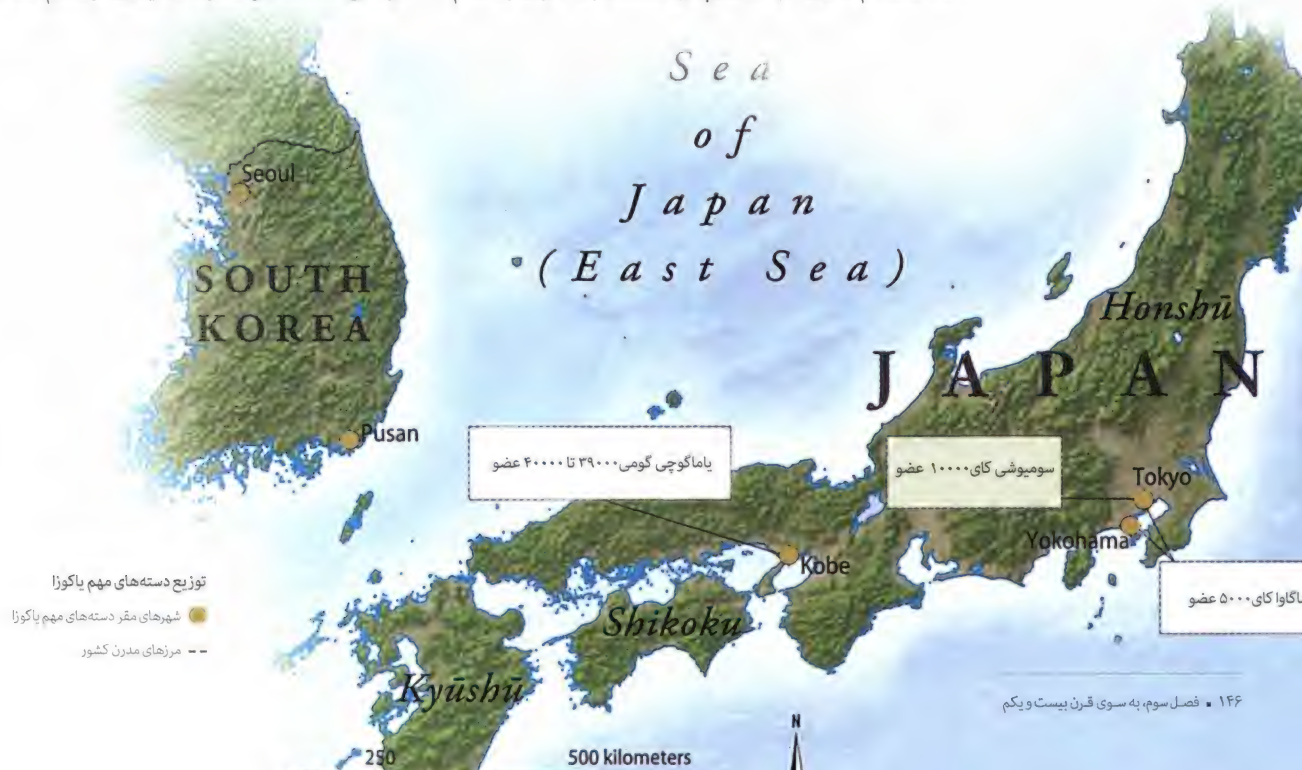 Sea
of
Japan
(East Sea)
Seoul
SOUTH
KOREA
Honshū
JAPAN
Pusan
یاماگوچی گومی ۳۹۰۰۰ تا ۴۰۰۰۰ عضو
سومیوشی کای ۱۰۰۰۰ عضو
Tokyo
Yokohama
Kobe
کای ۵۰۰۰ عضو
Shikoku
Kyūshū
توزیع دسته‌های مهم یاکوزا
شهرهای مقر دسته‌های مهم یاکوزا
مرزهای مدرن کشور
۱۴۶ ▪ فصل سوم، به سوی قرن بیست و یکم
N
250
500 kilometers